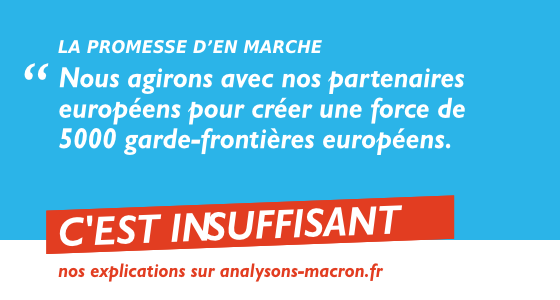 LA PROMESSE D’EN MARCHE
“ Nous agirons avec nos partenaires
européens pour créer une force de
5000 garde-frontières européens.
C'EST INSUFFISANT
nos explications sur analysons-macron.fr